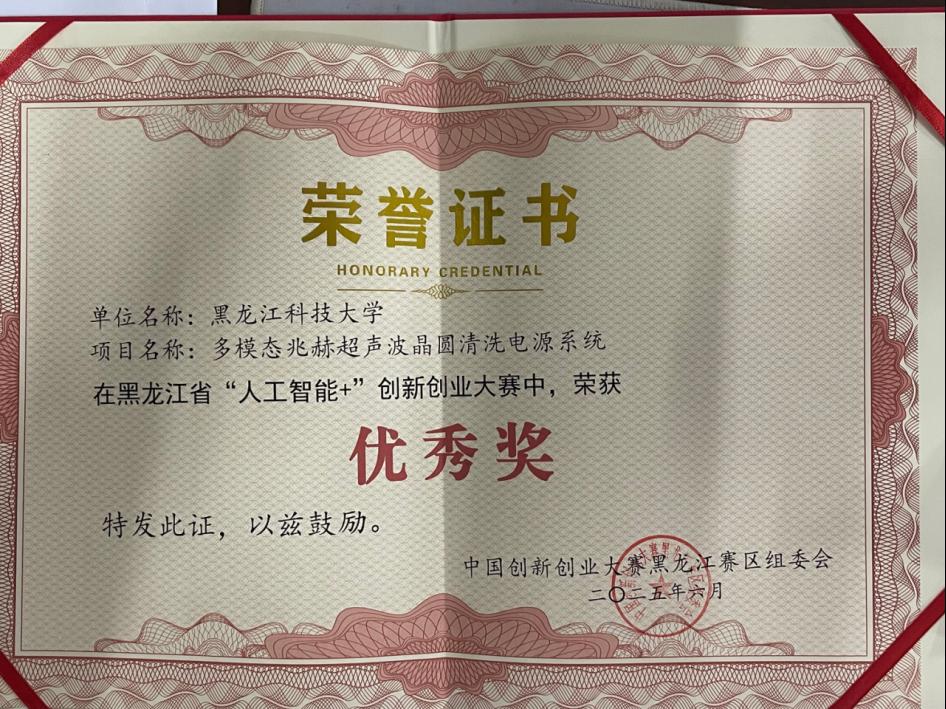 荣誉证书
HONORARY CREDENTIAL
单位名称：黑龙江科技大学
项目名称：多模态兆赫超声波晶圆清洗电源系统
在黑龙江省“人工智能+”创新创业大赛中，荣获
优秀奖
特发此证，以兹鼓励。
中国创新创业大赛黑龙江赛区组委会
二〇二五年六月